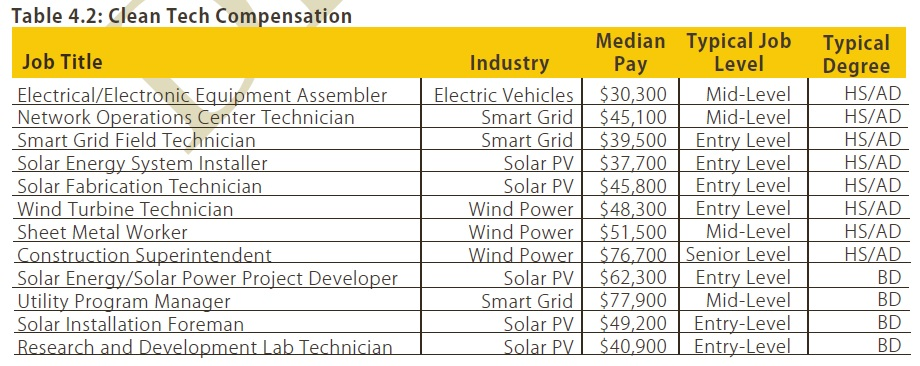 Table 4.2: Clean Tech Compensation
Job Title Industry Median Pay Typical Job Level Typical Degree
Electrical/Electronic Equipment Assembler Electric Vehicles $30,300 Mid-Level HS/AD
Network Operations Center Technician Smart Grid $45,100 Mid-Level HS/AD
Smart Grid Field Technician Smart Grid $39,500 Entry Level HS/AD
Solar Energy System Installer Solar PV $37,700 Entry Level HS/AD
Solar Fabrication Technician Solar PV $45,800 Entry Level HS/AD
Wind Turbine Technician Wind Power $48,300 Entry Level HS/AD
Sheet Metal Worker Wind Power $51,500 Mid-Level HS/AD
Construction Superintendent Wind Power $76,700 Senior Level HS/AD
Solar Energy/Solar Power Project Developer Solar PV $62,300 Entry Level BD
Utility Program Manager Smart Grid $77,900 Mid-Level BD
Solar Installation Foreman Solar PV $49,200 Entry-Level BD
Research and Development Lab Technician Solar PV $40,900 Entry-Level BD